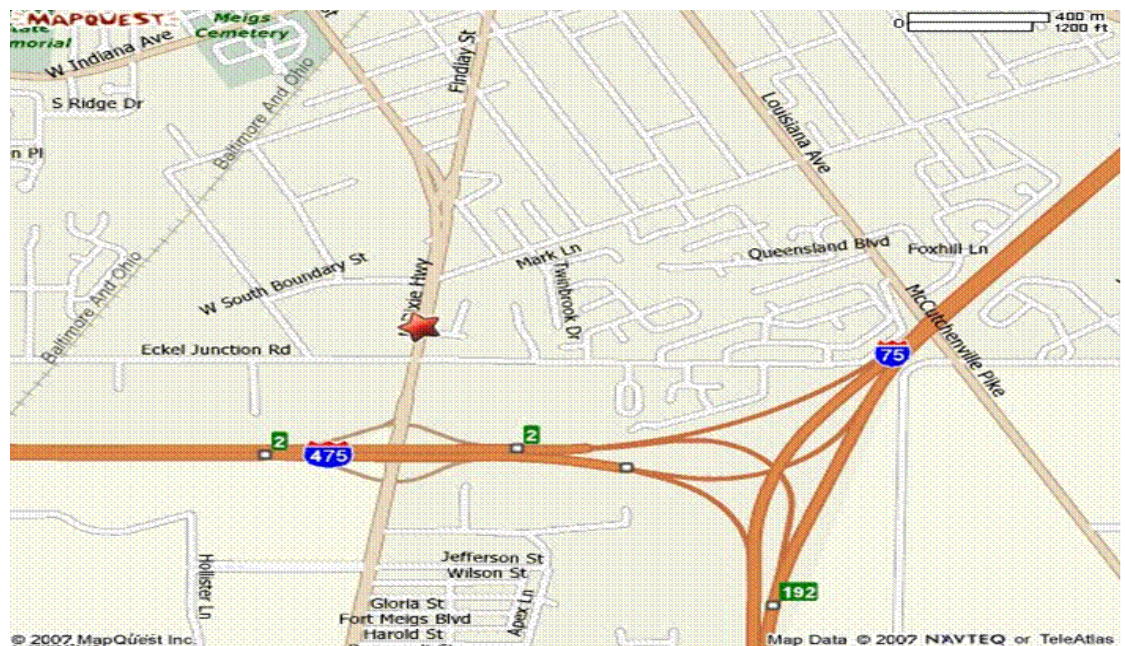 MAPQUEST
Meigs
Cemetery
400 m
0
1200 ft
morial
W Indiana Ave
Findlay St
S Ridge Dr
Baltimore And Ohio
Louisiana Ave
n Pl
Mark Ln
Queensland Blvd
Foxhill Ln
W South Boundary St
Dixie Hwy
Twinbrook Dr
Baltimore And Ohio
McCutchenville Pike
Eckel Junction Rd
75
2
2
475
Hollister Ln
Jefferson St
Wilson St
Apex Ln
192
Gloria St
Fort Meigs Blvd
Harold St
© 2007 MapQuest Inc.
Map Data © 2007 NAVTEQ or TeleAtlas